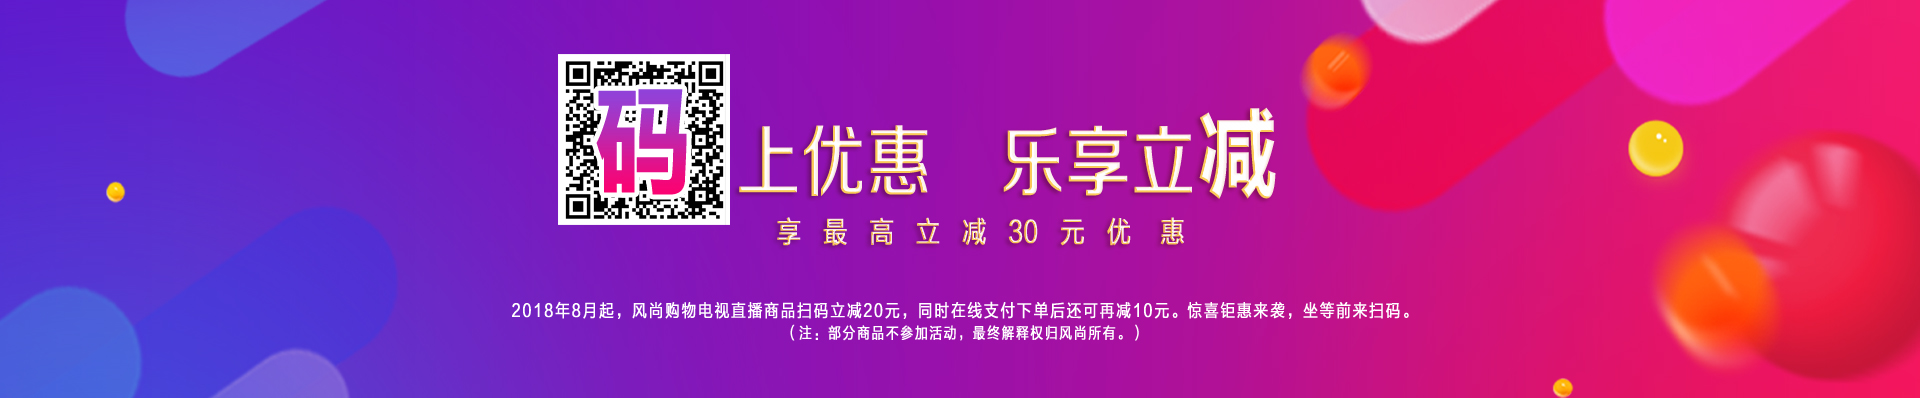 码上优惠 乐享立减
享最高立减30元优惠
2018年8月起，风尚购物电视直播商品扫码立减20元，同时在线支付下单后还可再减10元。惊喜钜惠来袭，坐等前来扫码。
（注：部分商品不参加活动，最终解释权归风尚所有。）